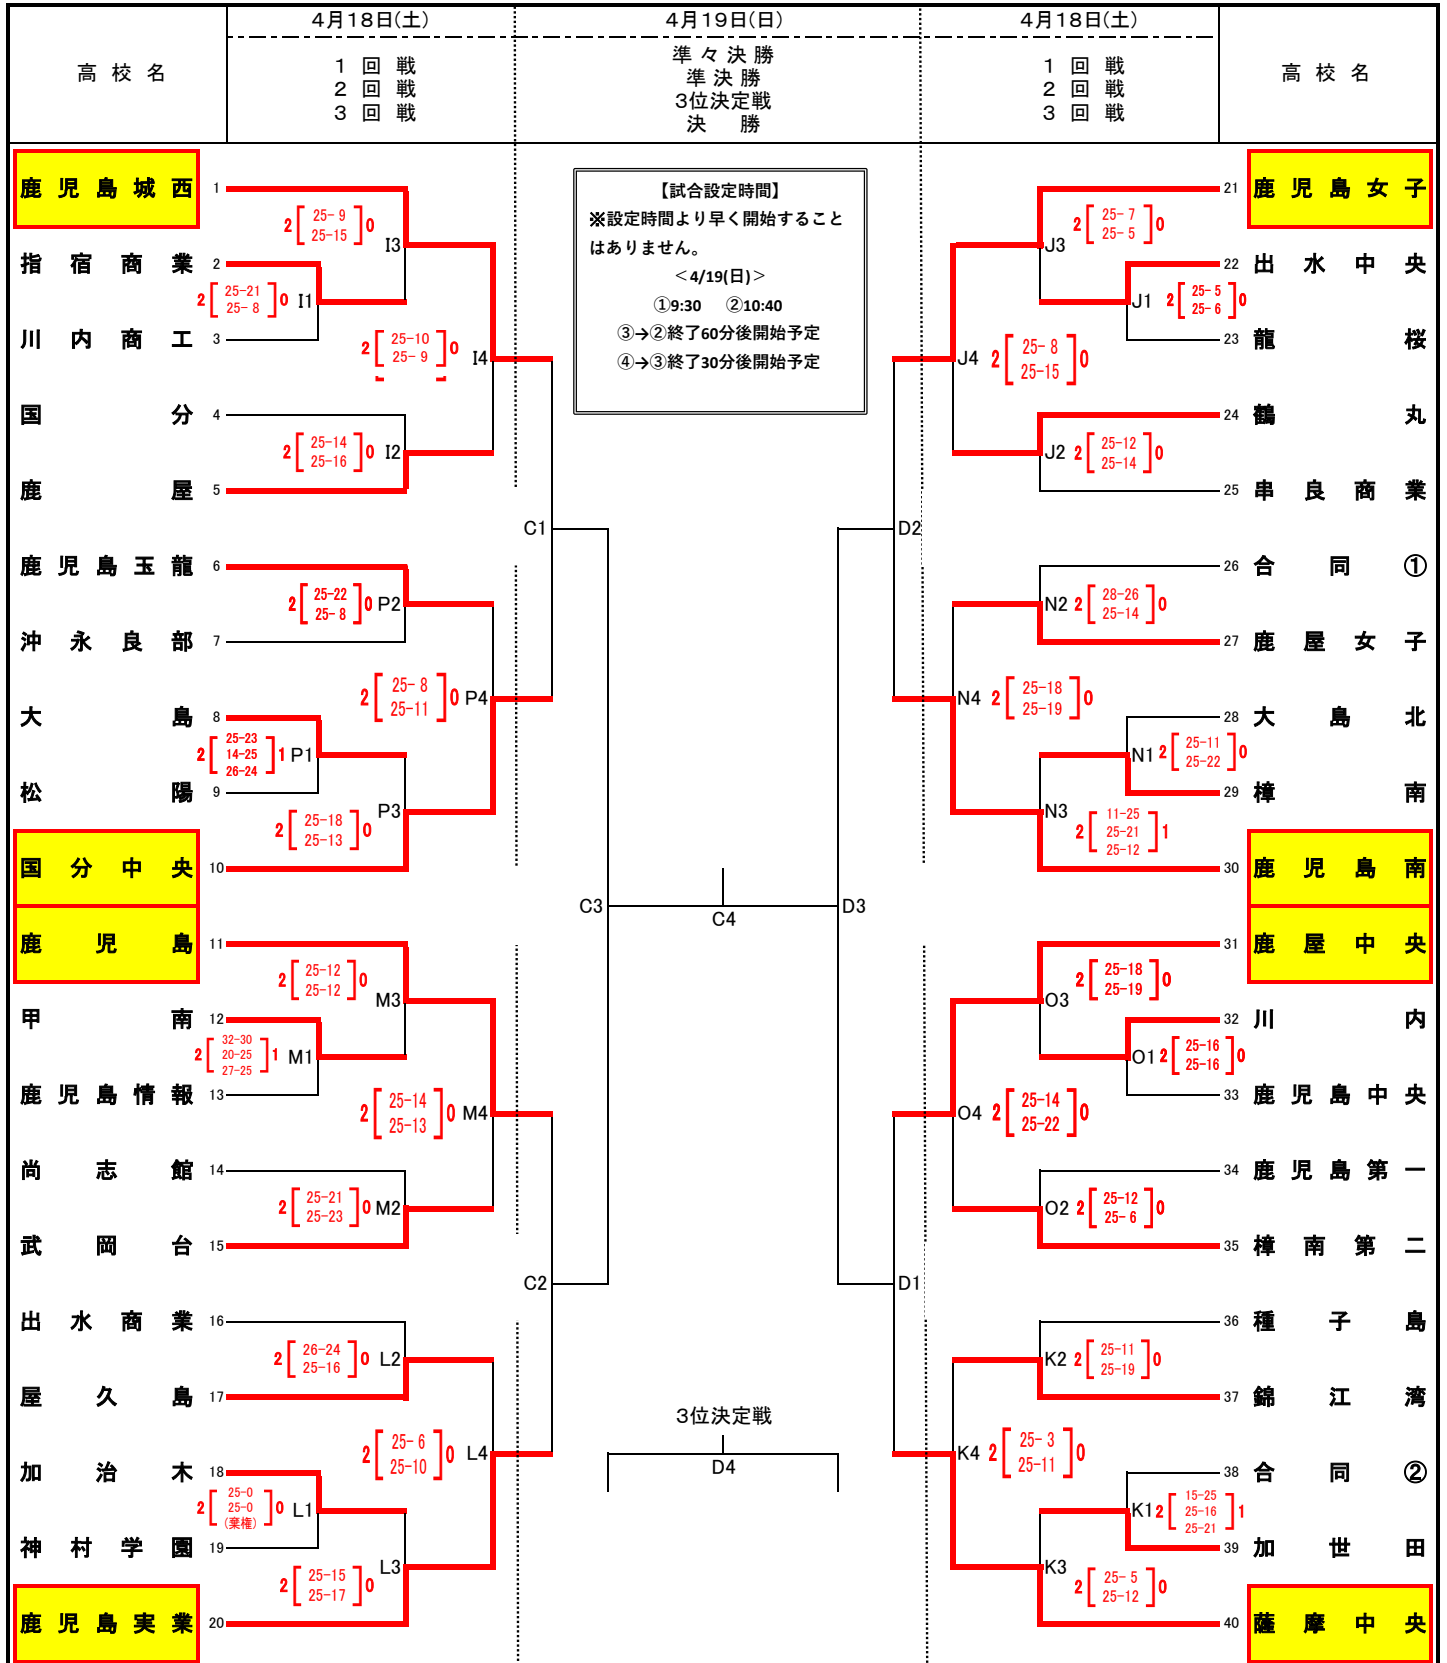 高校名
4月18日(土)
1回戦
2回戦
3回戦
4月19日(日)
準々決勝
準決勝
3位決定戦
決勝
4月18日(土)
1回戦
2回戦
3回戦
高校名
【試合設定時間】
※設定時間より早く開始すること
はありません。
＜4/19(日)＞
①9:30 ②10:40
③→②終了60分後開始予定
④→③終了30分後開始予定
鹿児島城西 1
2 [25-9 25-15] 0 I3
指宿商業 2
2 [25-21 25-8] 0 I1
川内商工 3
2 [25-10 25-9] 0 I4
国分 4
2 [25-14 25-16] 0 I2
鹿屋 5
C1
鹿児島玉龍 6
2 [25-22 25-8] 0 P2
沖永良部 7
2 [25-8 25-11] 0 P4
大島 8
2 [25-23 14-25 26-24] 1 P1
松陽 9
2 [25-18 25-13] 0 P3
国分中央 10
C3
鹿児島 11
2 [25-12 25-12] 0 M3
甲南 12
2 [32-30 20-25 27-25] 1 M1
鹿児島情報 13
2 [25-14 25-13] 0 M4
尚志館 14
2 [25-21 25-23] 0 M2
武岡台 15
C2
出水商業 16
2 [26-24 25-16] 0 L2
屋久島 17
2 [25-6 25-10] 0 L4
加治木 18
2 [25-0 25-0 (棄権)] 0 L1
神村学園 19
2 [25-15 25-17] 0 L3
鹿児島実業 20
C4
3位決定戦
D4
21 鹿児島女子
J3 2 [25-7 25-5] 0
22 出水中央
J1 2 [25-5 25-6] 0
23 龍桜
J4 2 [25-8 25-15] 0
24 鶴丸
J2 2 [25-12 25-14] 0
25 串良商業
D2
26 合同①
N2 2 [28-26 25-14] 0
27 鹿屋女子
N4 2 [25-18 25-19] 0
28 大島北
N1 2 [25-11 25-22] 0
29 樟南
N3 2 [11-25 25-21 25-12] 1
30 鹿児島南
D3
31 鹿屋中央
O3 2 [25-18 25-19] 0
32 川内
O1 2 [25-16 25-16] 0
33 鹿児島中央
O4 2 [25-14 25-22] 0
34 鹿児島第一
O2 2 [25-12 25-6] 0
35 樟南第二
D1
36 種子島
K2 2 [25-11 25-19] 0
37 錦江湾
K4 2 [25-3 25-11] 0
38 合同②
K1 2 [15-25 25-16 25-21] 1
39 加世田
K3 2 [25-5 25-12] 0
40 薩摩中央